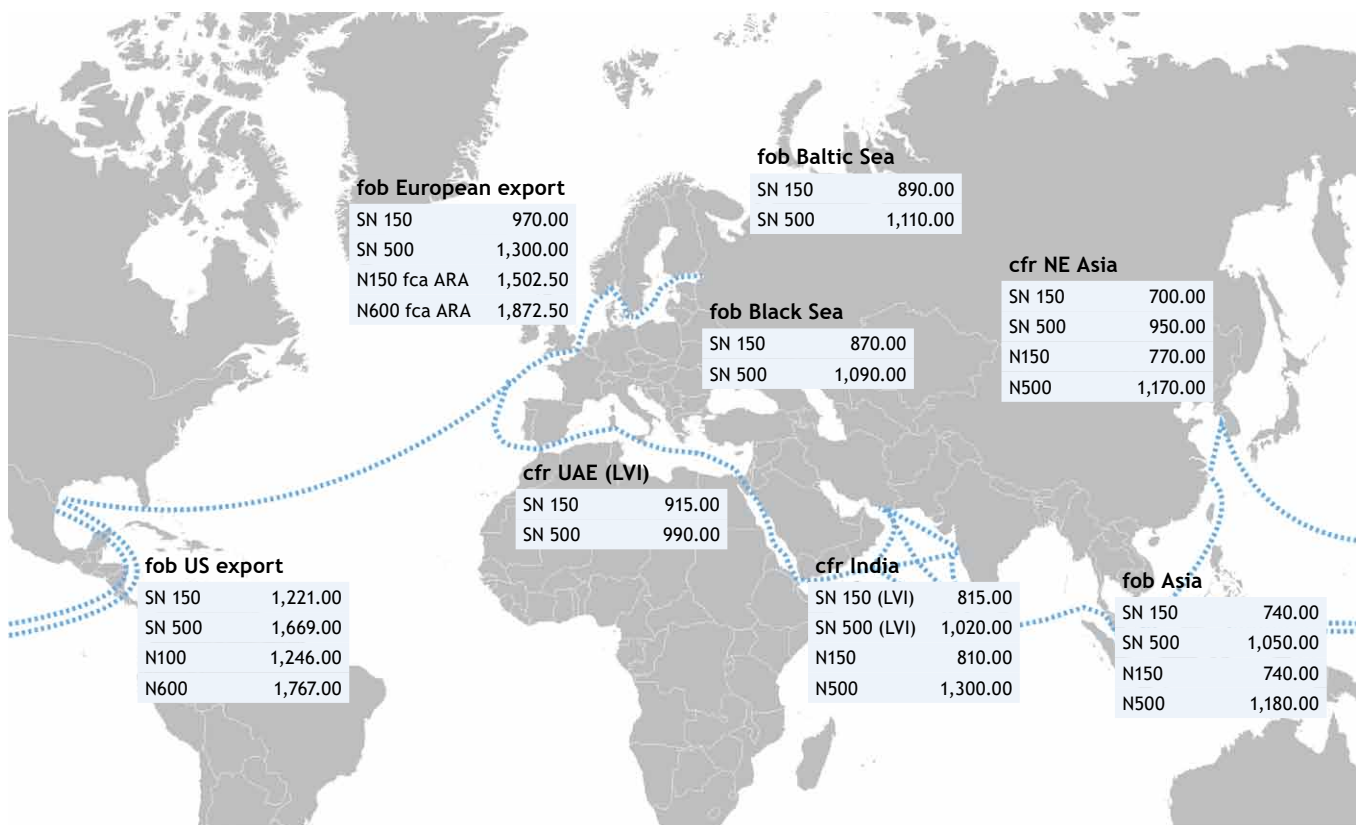 fob Baltic Sea
SN 150 890.00
SN 500 1,110.00
fob European export
SN 150 970.00
SN 500 1,300.00
N150 fca ARA 1,502.50
N600 fca ARA 1,872.50
cfr NE Asia
SN 150 700.00
SN 500 950.00
N150 770.00
N500 1,170.00
fob Black Sea
SN 150 870.00
SN 500 1,090.00
cfr UAE (LVI)
SN 150 915.00
SN 500 990.00
fob US export
SN 150 1,221.00
SN 500 1,669.00
N100 1,246.00
N600 1,767.00
cfr India
SN 150 (LVI) 815.00
SN 500 (LVI) 1,020.00
N150 810.00
N500 1,300.00
fob Asia
SN 150 740.00
SN 500 1,050.00
N150 740.00
N500 1,180.00